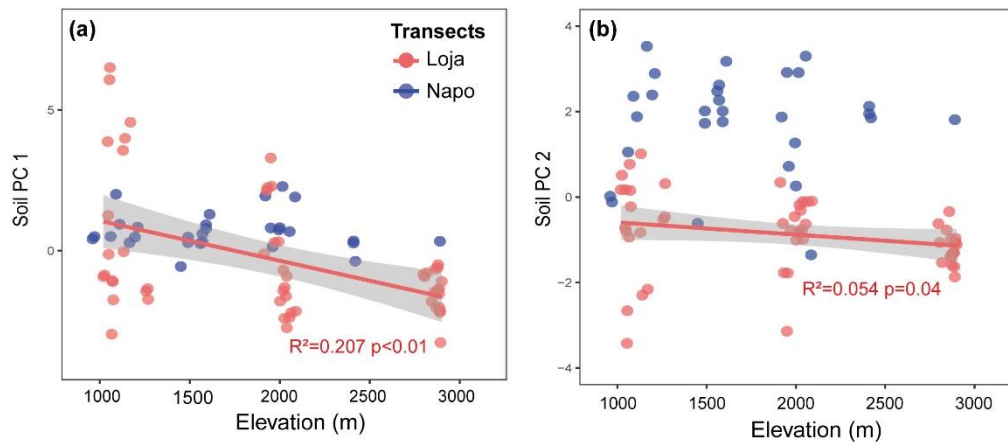 (a)
Transects
Loja
Napo
5
0
Soil PC 1
R²=0.207 p<0.01
1000 1500 2000 2500 3000
Elevation (m)
(b)
4
2
0
−2
−4
Soil PC 2
R²=0.054 p=0.04
1000 1500 2000 2500 3000
Elevation (m)